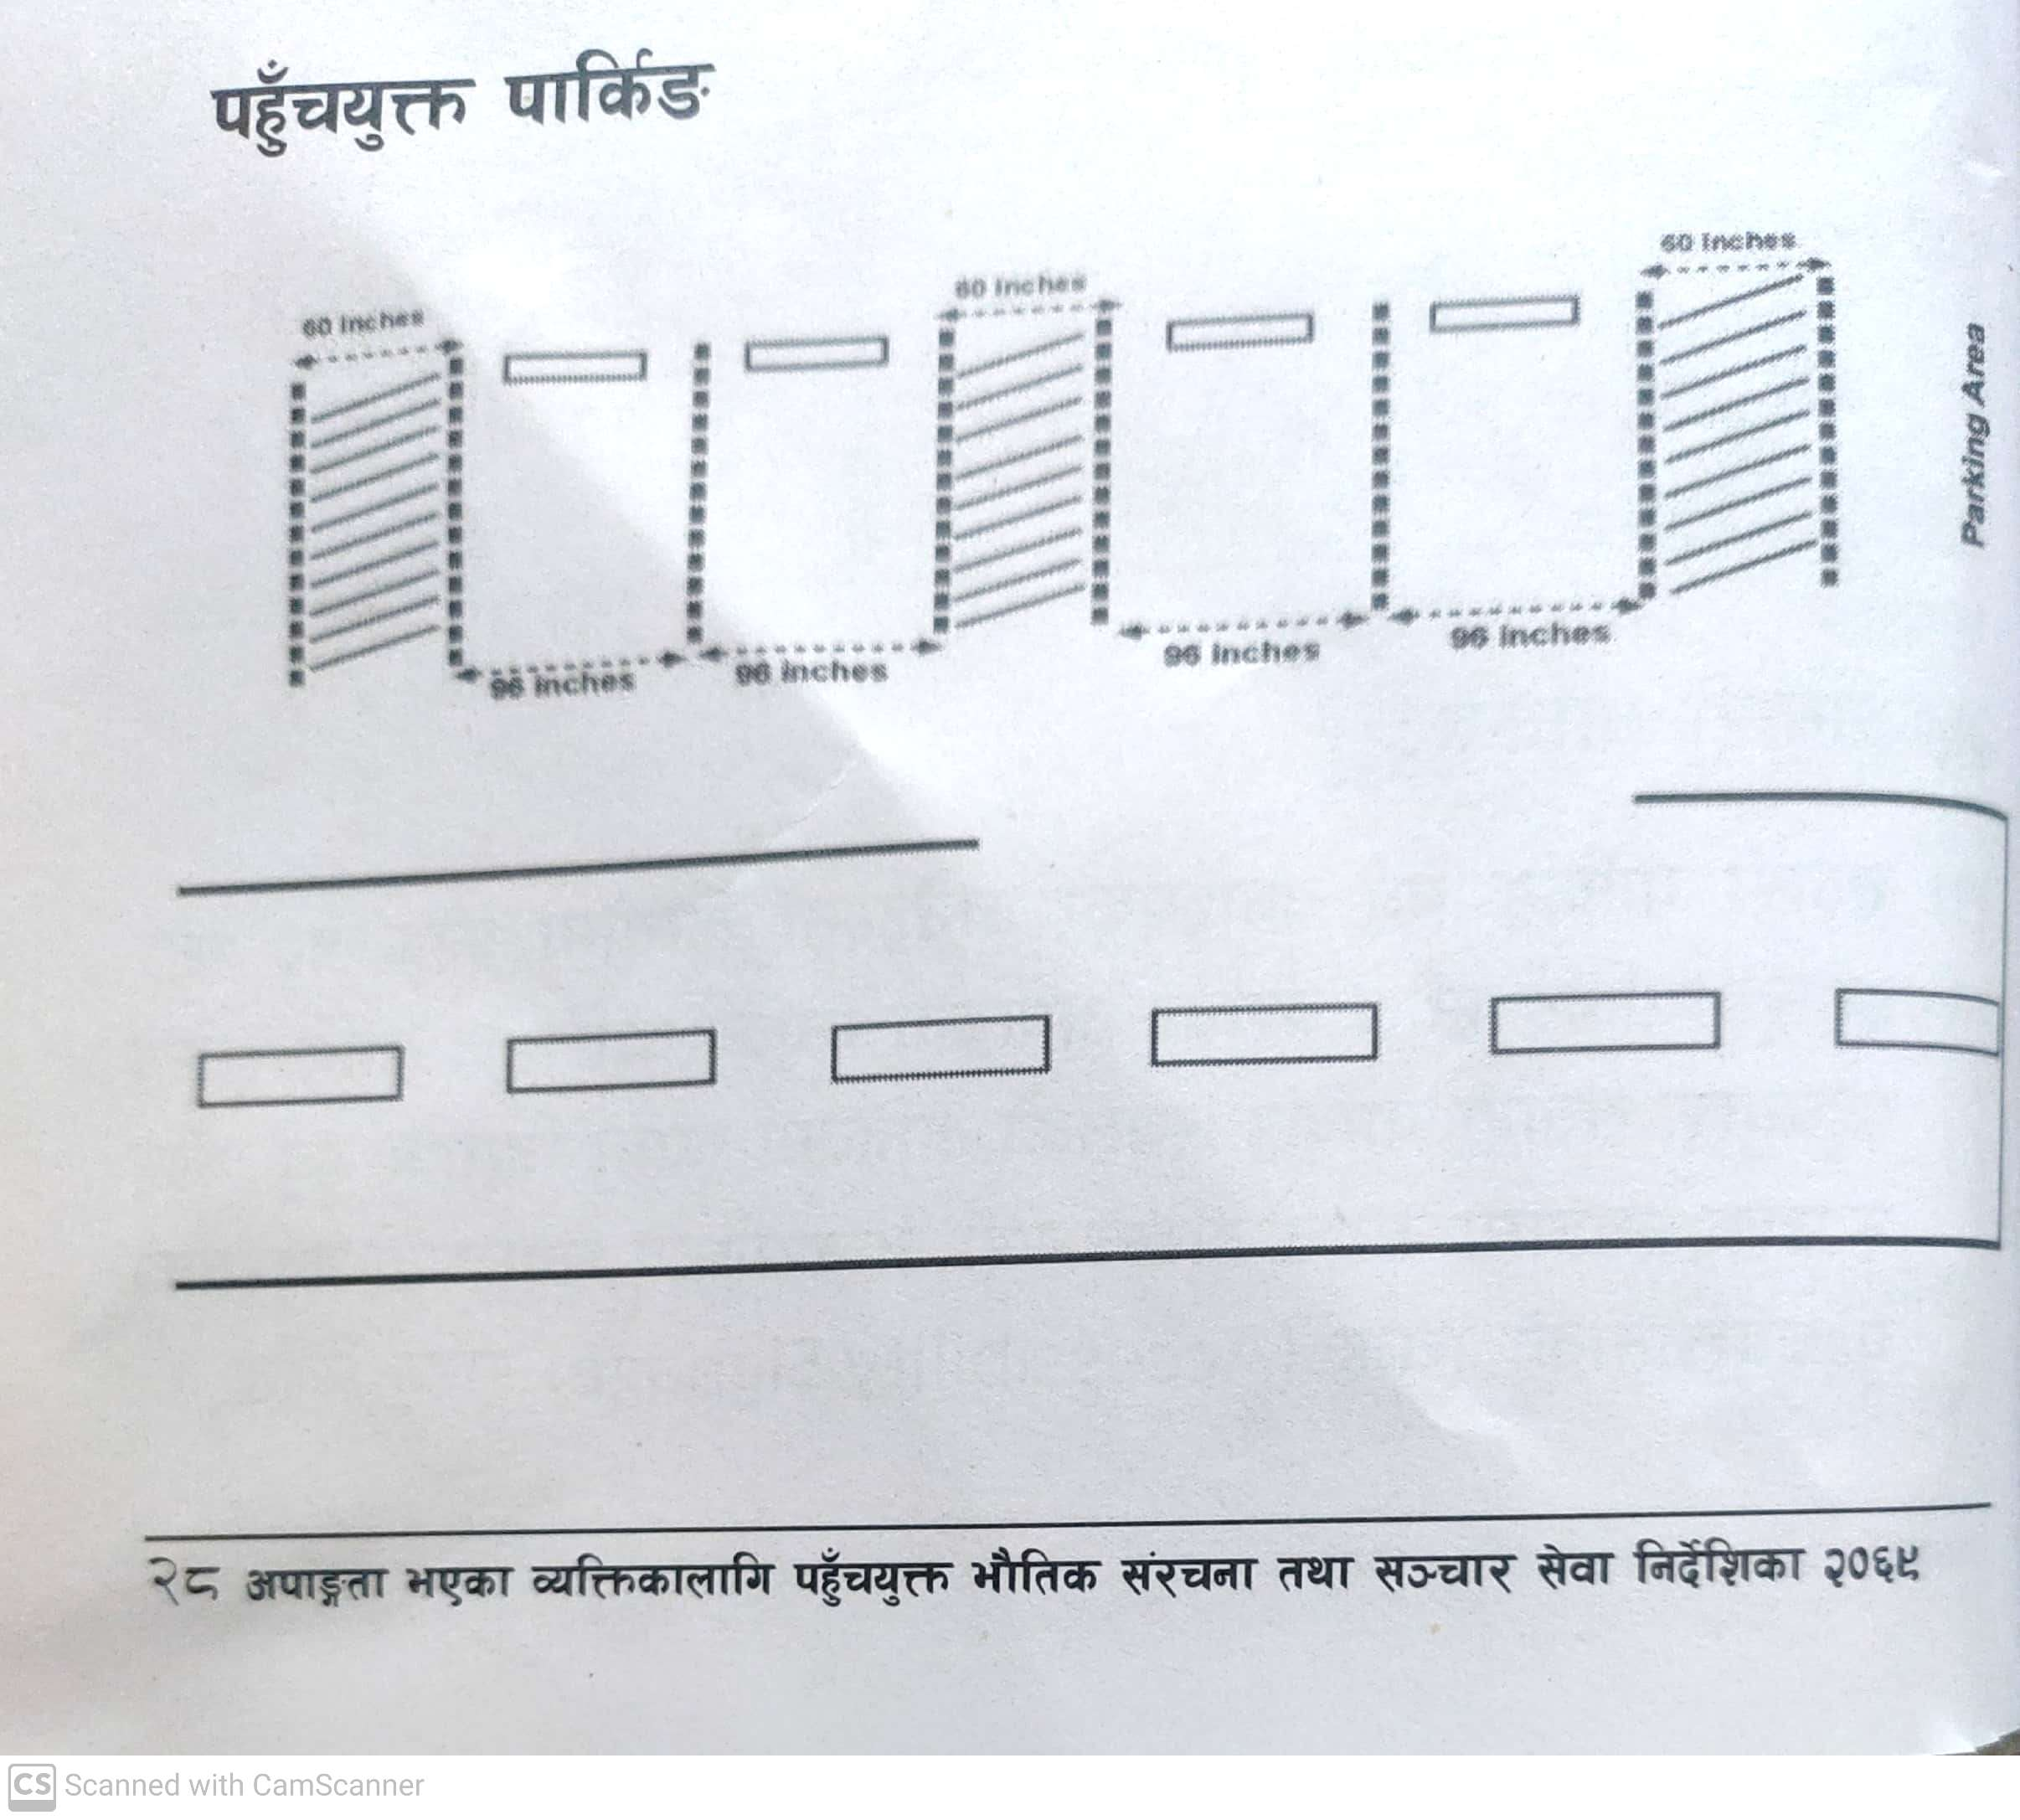 पहुँचयुक्त पार्किङ
60 Inches
60 Inches
60 Inches
Parking Area
96 Inches
96 Inches
96 Inches
96 Inches
२८ अपाङ्गता भएका व्यक्तिकालागि पहुँचयुक्त भौतिक संरचना तथा सञ्चार सेवा निर्देशिका २०६९
CS Scanned with CamScanner